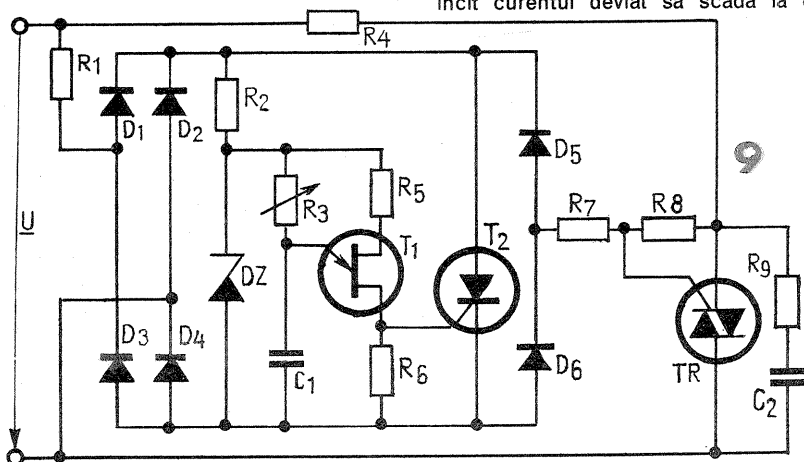 incit curentul deviat să scadă la
R4
R1
D1
D2
R2
D5
9
R3
R5
R7
R8
U
T1
T2
DZ
R9
D3
D4
C1
R6
D6
TR
C2